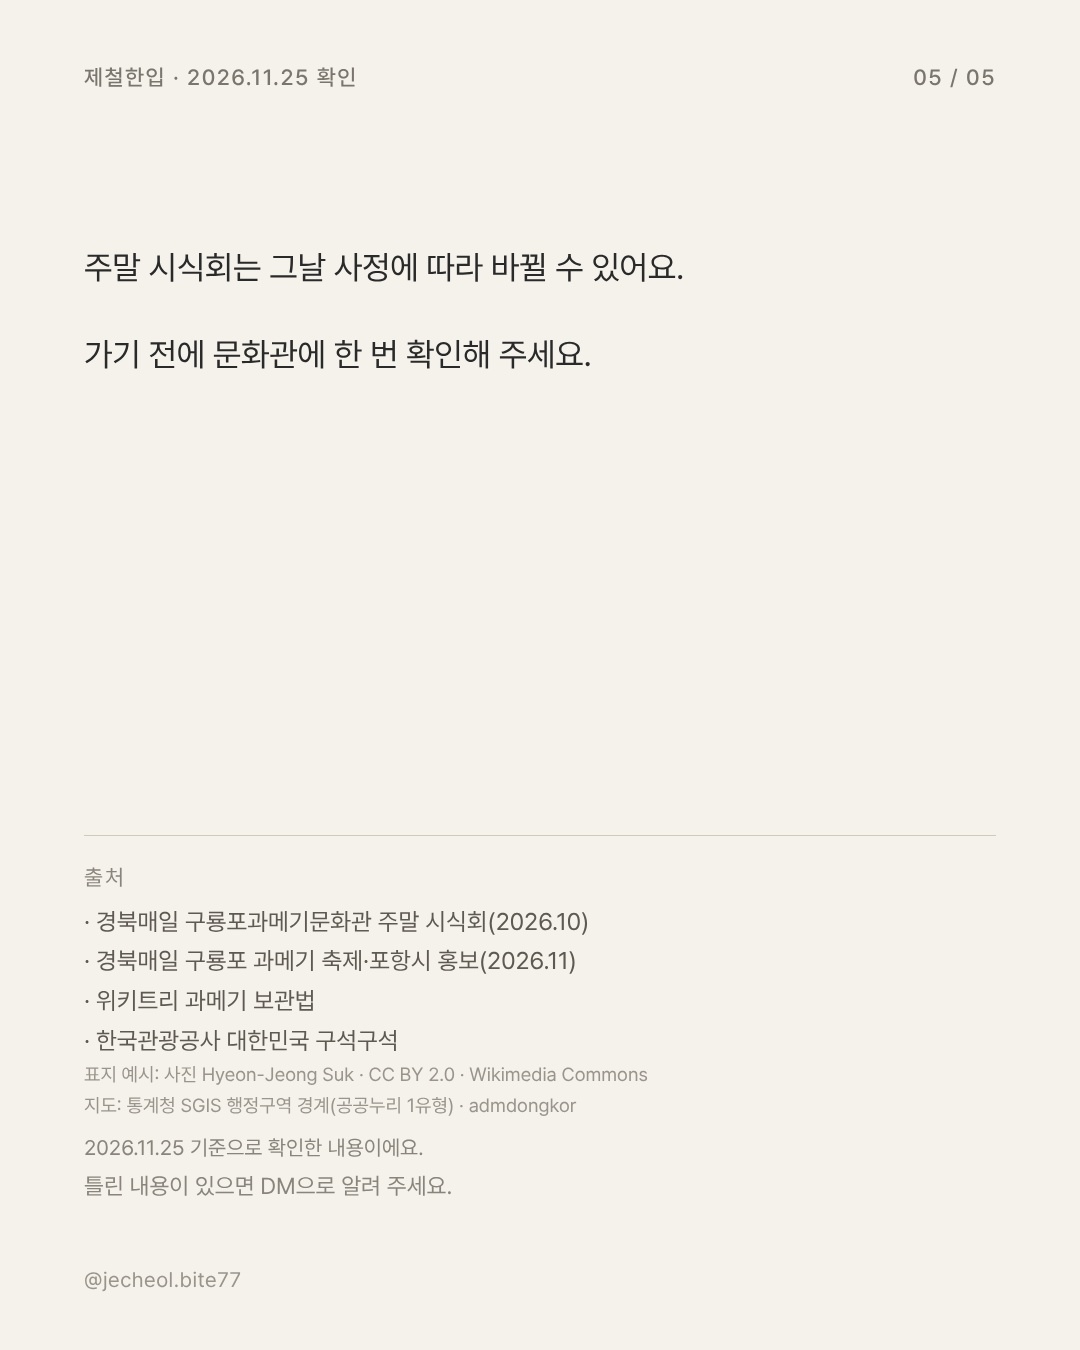 제철한입 · 2026.11.25 확인
05 / 05
주말 시식회는 그날 사정에 따라 바뀔 수 있어요.
가기 전에 문화관에 한 번 확인해 주세요.
출처
· 경북매일 구룡포과메기문화관 주말 시식회(2026.10)
· 경북매일 구룡포 과메기 축제·포항시 홍보(2026.11)
· 위키트리 과메기 보관법
· 한국관광공사 대한민국 구석구석
표지 예시: 사진 Hyeon-Jeong Suk · CC BY 2.0 · Wikimedia Commons
지도: 통계청 SGIS 행정구역 경계(공공누리 1유형) · admdongkor
2026.11.25 기준으로 확인한 내용이에요.
틀린 내용이 있으면 DM으로 알려 주세요.
@jecheol.bite77